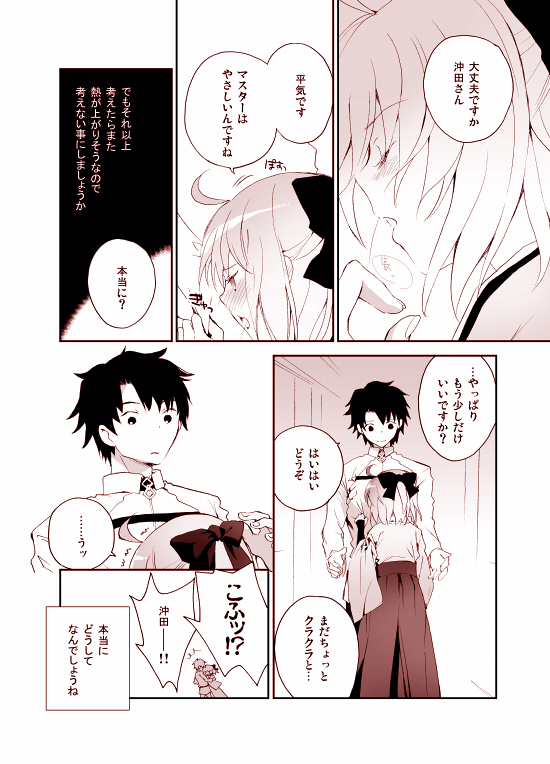 大丈夫ですか
沖田さん
平気です
マスターは
やさしいんですね
ぽすっ
ぎゅっ
でもそれ以上
考えたらまた
熱が上がりそうなので
考えない事にしましょうか
本当に?
…やっぱり
もう少しだけ
いいですか?
はいはい
どうぞ
まだちょっと
クラクラと…
……うッ
こふッ!?
沖田
――!!
本当に
どうして
なんでしょうね